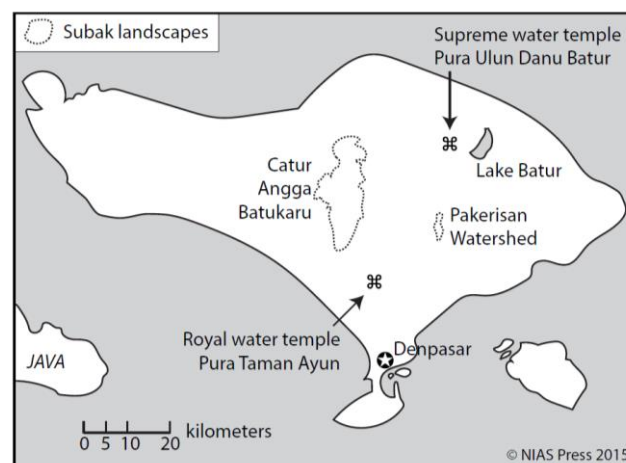 Subak landscapes
Supreme water temple
Pura Ulun Danu Batur
Lake Batur
Catur
Angga
Batukaru
Pakerisan
Watershed
Royal water temple
Pura Taman Ayun
Denpasar
JAVA
kilometers
0 5 10 20
© NIAS Press 2015